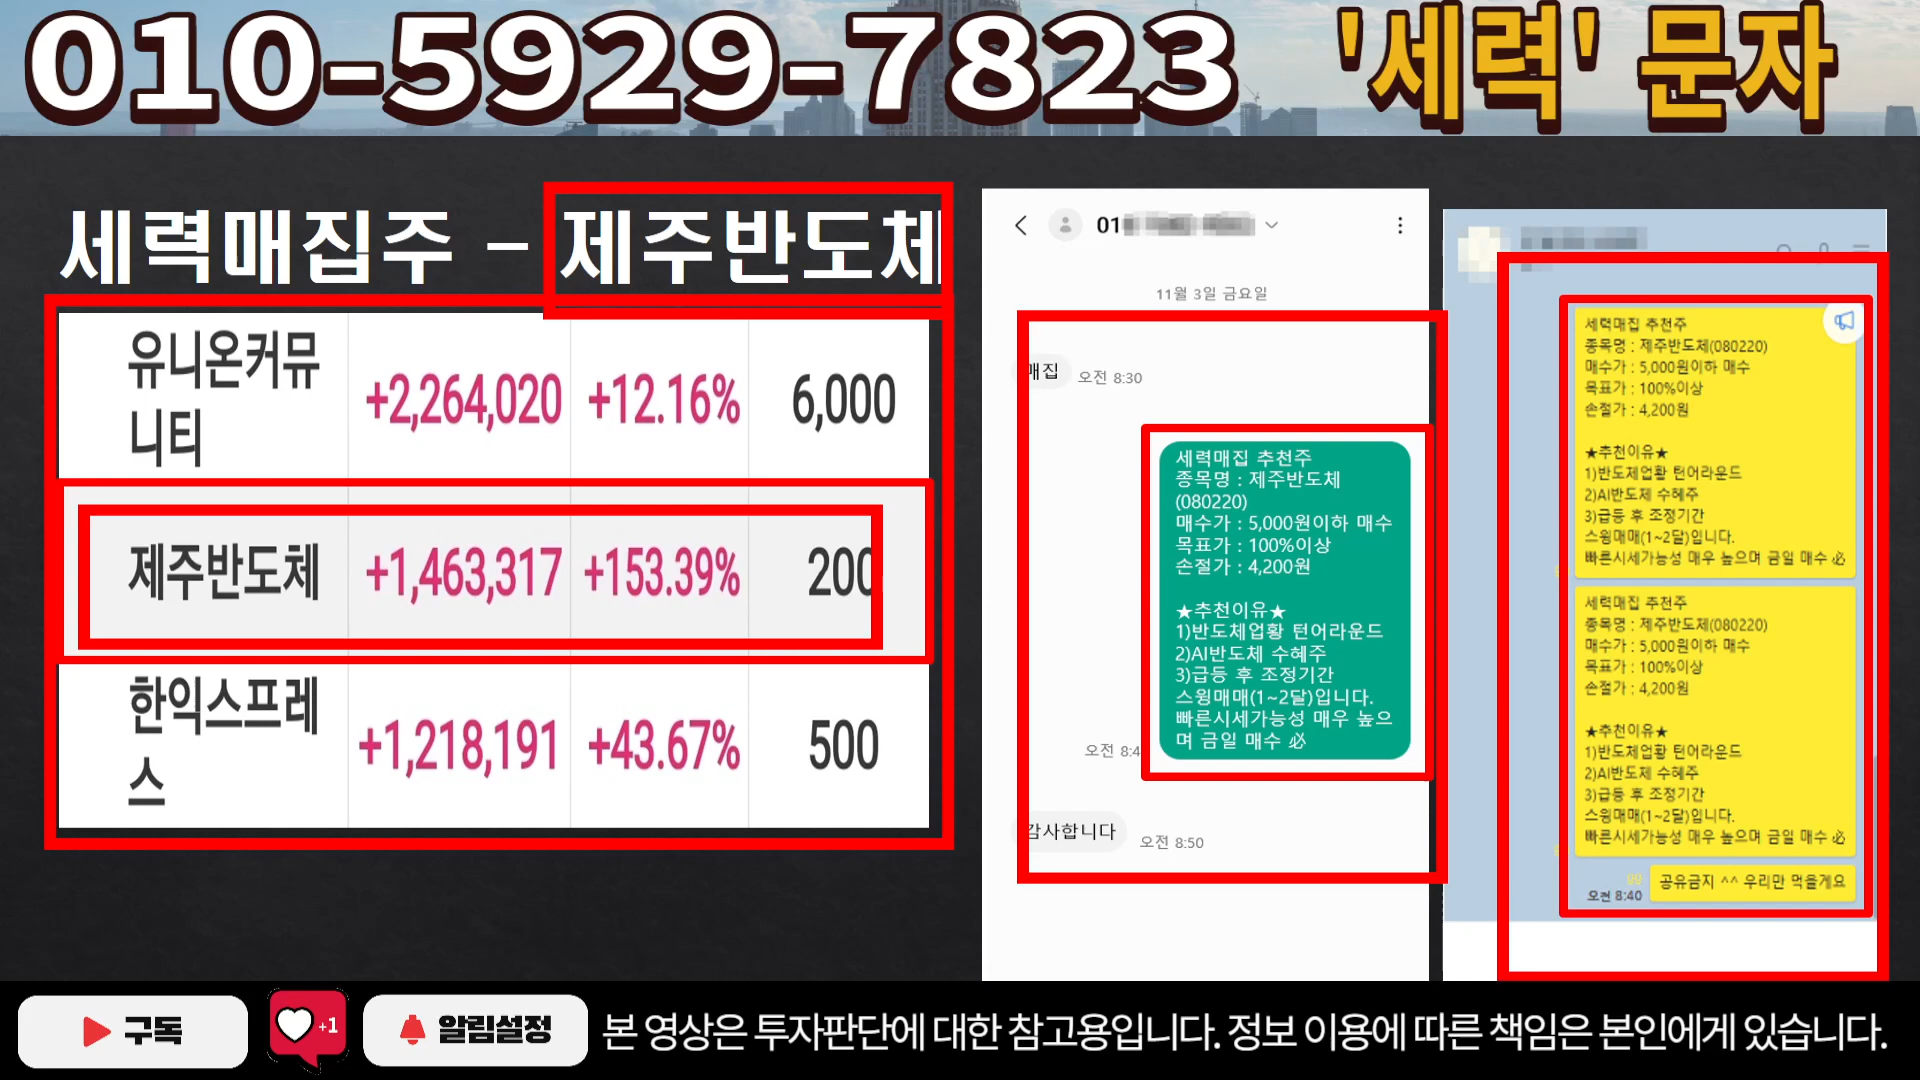 010-5929-7823 '세력' 문자
세력매집주 - 제주반도체
유니온커뮤
니티
+2,264,020 +12.16% 6,000
제주반도체 +1,463,317 +153.39% 200
한익스프레
스
+1,218,191 +43.67% 500
01
11월 3일 금요일
매집 오전 8:30
세력매집 추천주
종목명 : 제주반도체
(080220)
매수가 : 5,000원이하 매수
목표가 : 100%이상
손절가 : 4,200원
★추천이유★
1)반도체업황 턴어라운드
2)AI반도체 수혜주
3)급등 후 조정기간
스윙매매(1~2달)입니다.
빠른시세가능성 매우 높으
며 금일 매수 必
오전 8:4
감사합니다 오전 8:50
세력매집 추천주
종목명 : 제주반도체(080220)
매수가 : 5,000원이하 매수
목표가 : 100%이상
손절가 : 4,200원
★추천이유★
1)반도체업황 턴어라운드
2)AI반도체 수혜주
3)급등 후 조정기간
스윙매매(1~2달)입니다.
빠른시세가능성 매우 높으며 금일 매수 必
세력매집 추천주
종목명 : 제주반도체(080220)
매수가 : 5,000원이하 매수
목표가 : 100%이상
손절가 : 4,200원
★추천이유★
1)반도체업황 턴어라운드
2)AI반도체 수혜주
3)급등 후 조정기간
스윙매매(1~2달)입니다.
빠른시세가능성 매우 높으며 금일 매수 必
오전 8:40 공유금지 ^^ 우리만 먹을게요
구독 +1 알림설정 본 영상은 투자판단에 대한 참고용입니다. 정보 이용에 따른 책임은 본인에게 있습니다.